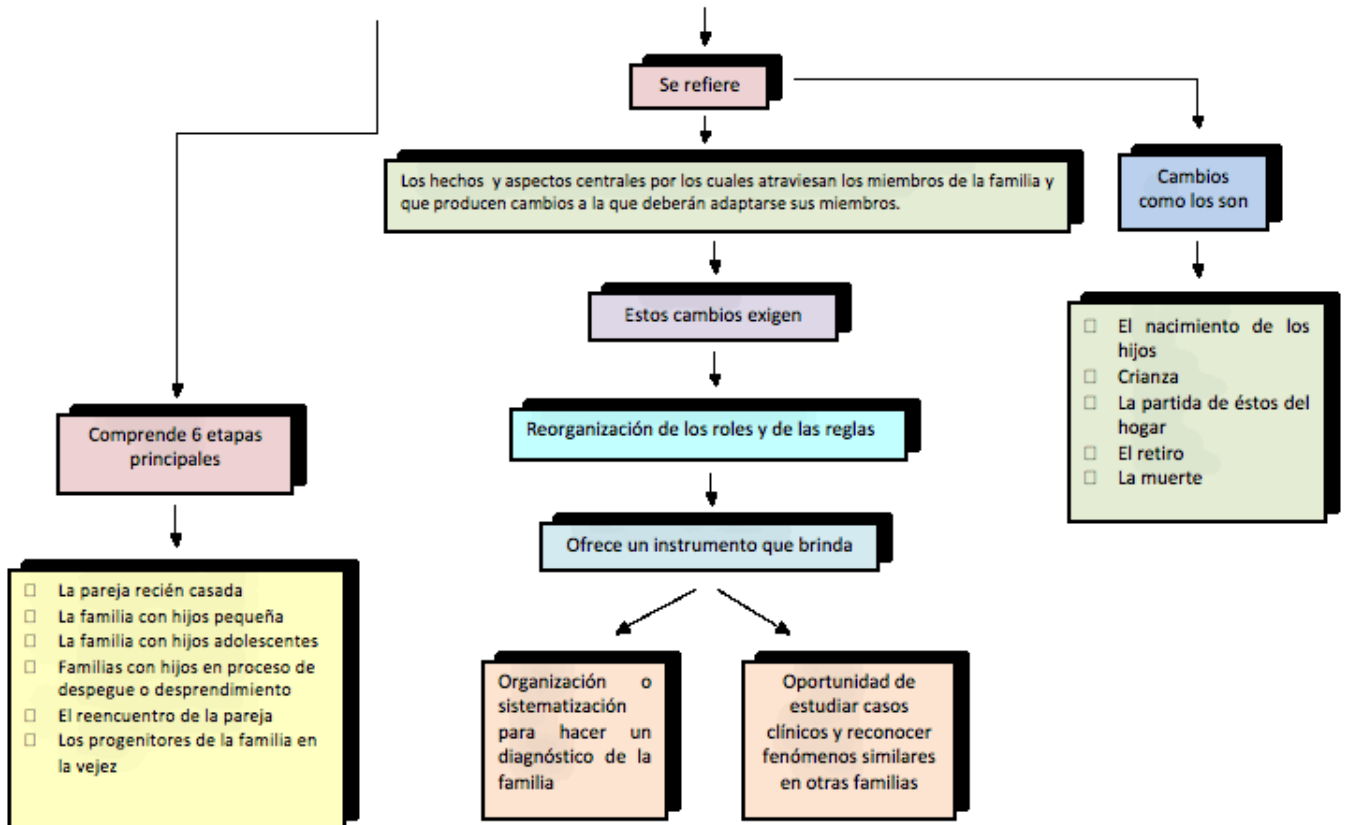 Se refiere
Los hechos y aspectos centrales por los cuales atraviesan los miembros de la familia y
que producen cambios a la que deberán adaptarse sus miembros.
Cambios
como los son
Estos cambios exigen
El nacimiento de los
hijos
Crianza
La partida de éstos del
hogar
El retiro
La muerte
Comprende 6 etapas
principales
Reorganización de los roles y de las reglas
Ofrece un instrumento que brinda
La pareja recién casada
La familia con hijos pequeña
La familia con hijos adolescentes
Familias con hijos en proceso de
despegue o desprendimiento
El reencuentro de la pareja
Los progenitores de la familia en
la vejez
Organización o
sistematización
para hacer un
diagnóstico de la
familia
Oportunidad de
estudiar casos
clínicos y reconocer
fenómenos similares
en otras familias